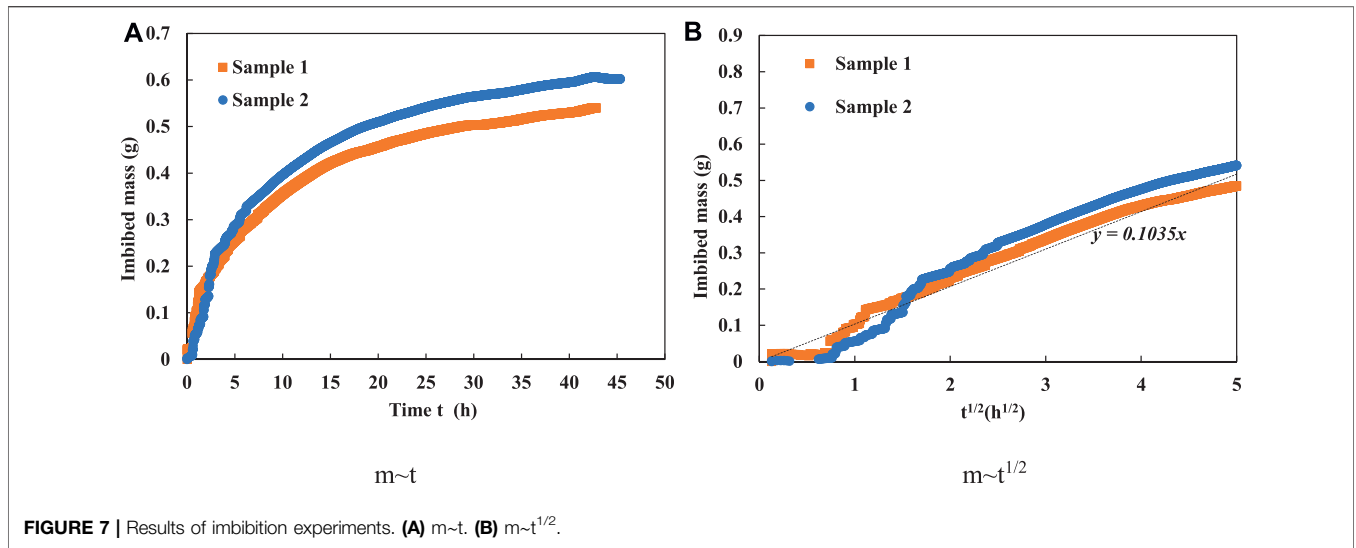 A
Sample 1
Sample 2
0.7
0.6
0.5
0.4
0.3
0.2
0.1
0
Imbibed mass (g)
0 5 10 15 20 25 30 35 40 45 50
Time t (h)
m~t
B
Sample 1
Sample 2
0.9
0.8
0.7
0.6
0.5
0.4
0.3
0.2
0.1
0
Imbibed mass (g)
y = 0.1035x
0 1 2 3 4 5
t^{1/2}(h^{1/2})
m~t^{1/2}
FIGURE 7 | Results of imbibition experiments. (A) m~t. (B) m~t^{1/2}.